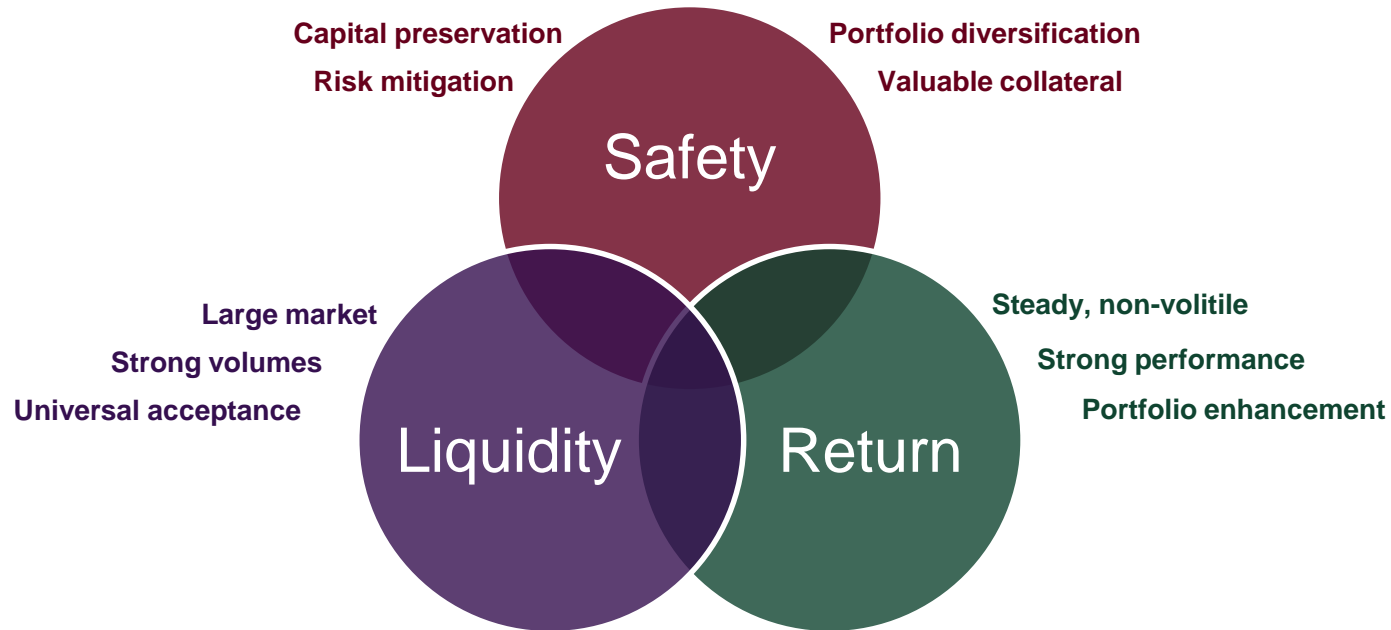 Capital preservation
Risk mitigation
Portfolio diversification
Valuable collateral
Safety
Large market
Strong volumes
Universal acceptance
Liquidity
Steady, non-volitile
Strong performance
Portfolio enhancement
Return